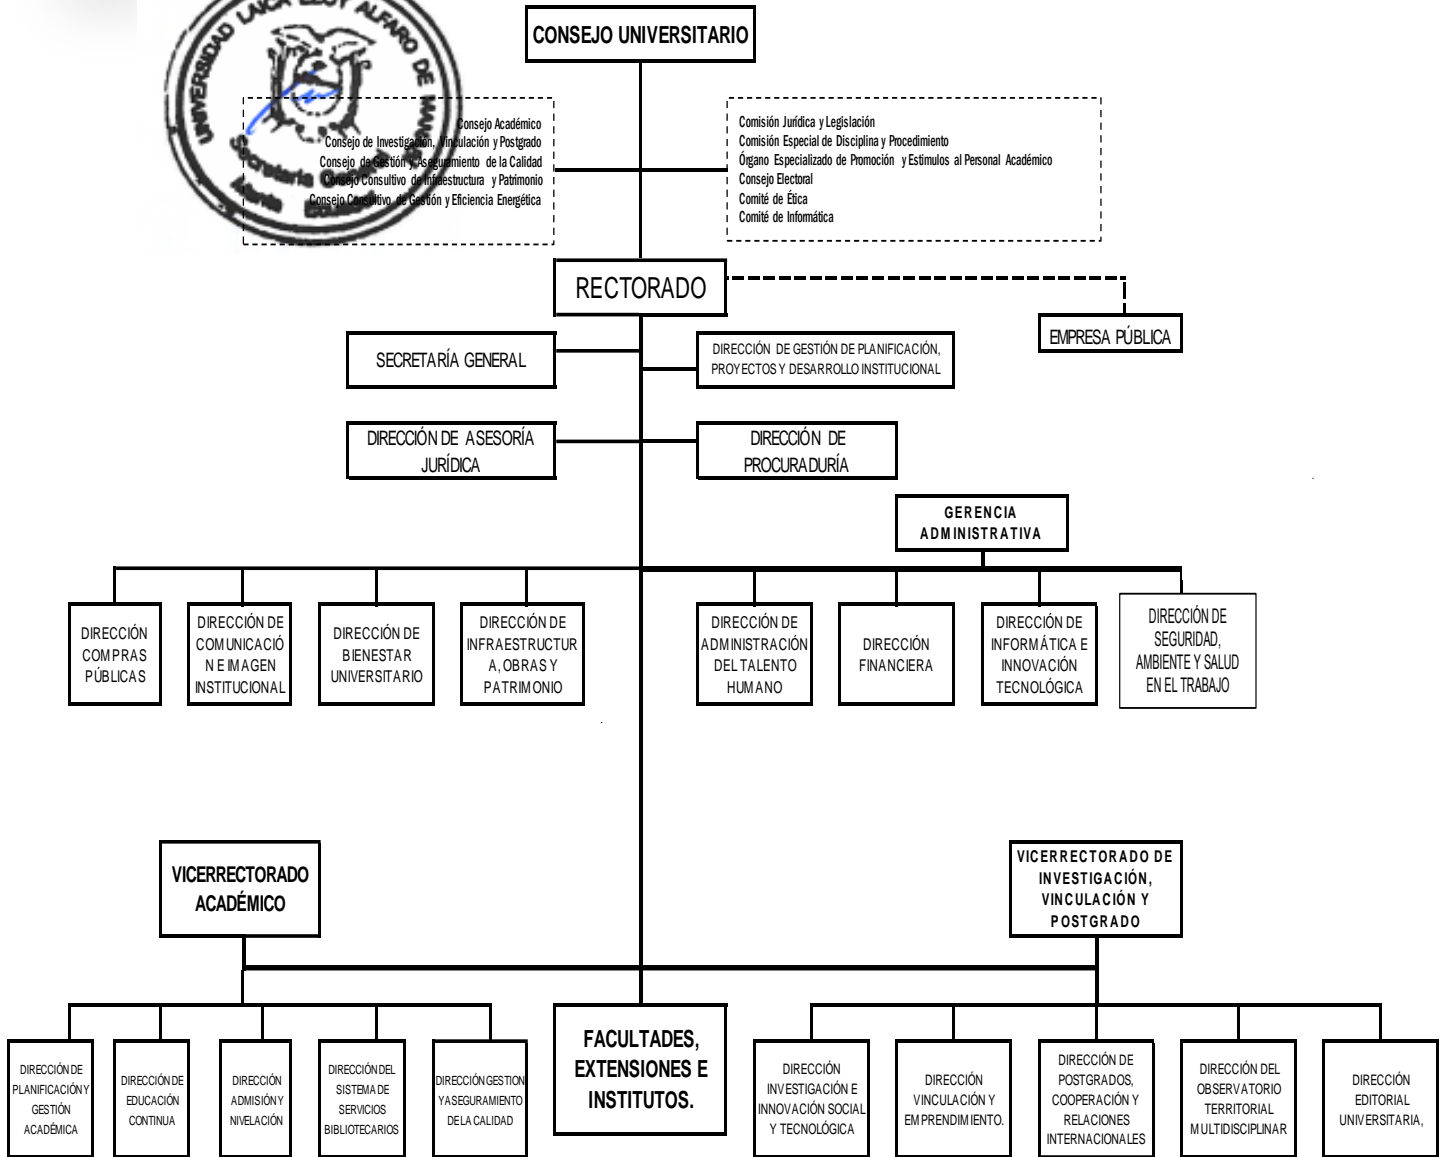 UNIVERSIDAD LAICA ELOY ALFARO DE
Secretaría General
Ecuador
CONSEJO UNIVERSITARIO
Consejo Académico
Consejo de Investigación, Vinculación y Postgrado
Consejo de Gestión y Aseguramiento de la Calidad
Consejo Consultivo de Infraestructura y Patrimonio
Consejo Consultivo de Gestión y Eficiencia Energética
Comisión Jurídica y Legislación
Comisión Especial de Disciplina y Procedimiento
Órgano Especializado de Promoción y Estimulos al Personal Académico
Consejo Electoral
Comité de Ética
Comité de Informática
RECTORADO
EMPRESA PÚBLICA
SECRETARÍA GENERAL
DIRECCIÓN DE GESTIÓN DE PLANIFICACIÓN,
PROYECTOS Y DESARROLLO INSTITUCIONAL
DIRECCIÓN DE ASESORÍA
JURÍDICA
DIRECCIÓN DE
PROCURADURÍA
GERENCIA
ADMINISTRATIVA
DIRECCIÓN
COMPRAS
PÚBLICAS
DIRECCIÓN DE
COMUNICACIÓ
N E IMAGEN
INSTITUCIONAL
DIRECCIÓN DE
BIENESTAR
UNIVERSITARIO
DIRECCIÓN DE
INFRAESTRUCTUR
A, OBRAS Y
PATRIMONIO
DIRECCIÓN DE
ADMINISTRACIÓN
DEL TALENTO
HUMANO
DIRECCIÓN
FINANCIERA
DIRECCIÓN DE
INFORMÁTICA E
INNOVACIÓN
TECNOLÓGICA
DIRECCIÓN DE
SEGURIDAD,
AMBIENTE Y SALUD
EN EL TRABAJO
VICERRECTORADO
ACADÉMICO
VICERRECTORADO DE
INVESTIGACIÓN,
VINCULACIÓN Y
POSTGRADO
DIRECCIÓN DE
PLANIFICACIÓN Y
GESTIÓN
ACADÉMICA
DIRECCIÓN DE
EDUCACIÓN
CONTINUA
DIRECCIÓN
ADMISIÓN Y
NIVELACIÓN
DIRECCIÓN DEL
SISTEMA DE
SERVICIOS
BIBLIOTECARIOS
DIRECCIÓN GESTION
Y ASEGURAMIENTO
DE LA CALIDAD
FACULTADES,
EXTENSIONES E
INSTITUTOS.
DIRECCIÓN
INVESTIGACIÓN E
INNOVACIÓN SOCIAL
Y TECNOLÓGICA
DIRECCIÓN
VINCULACIÓN Y
EMPRENDIMIENTO.
DIRECCIÓN DE
POSTGRADOS,
COOPERACIÓN Y
RELACIONES
INTERNACIONALES
DIRECCIÓN DEL
OBSERVATORIO
TERRITORIAL
MULTIDISCIPLINAR
DIRECCIÓN
EDITORIAL
UNIVERSITARIA,